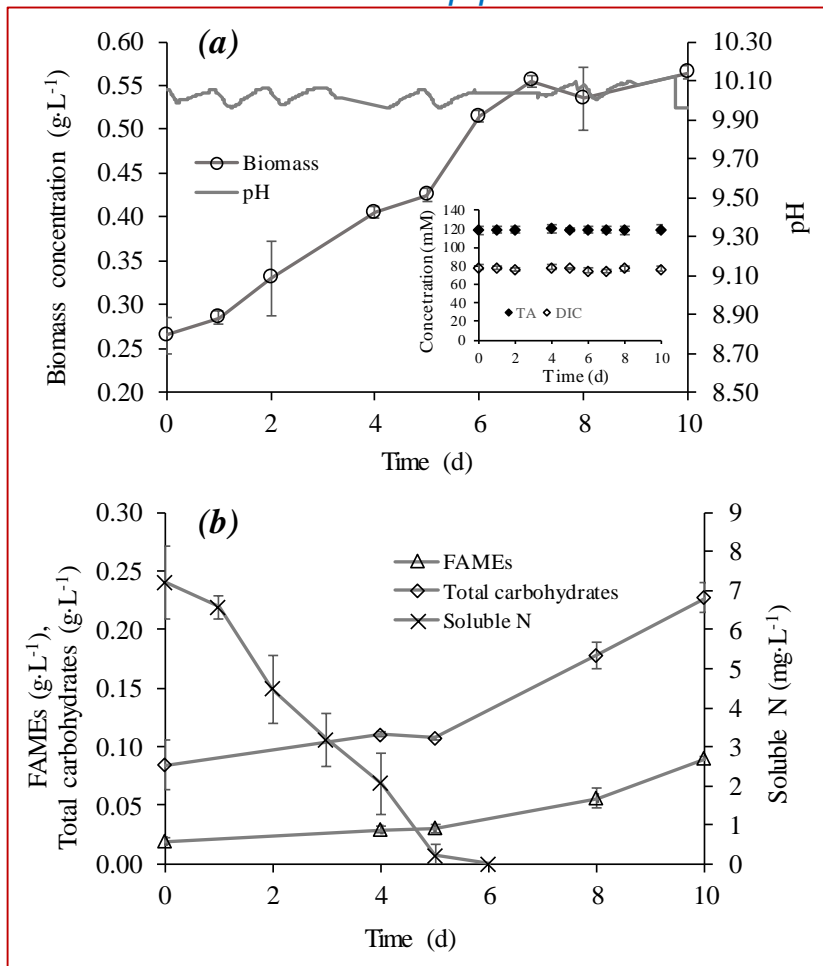 (a)
0.60
0.55
0.50
0.45
0.40
0.35
0.30
0.25
0.20
Biomass concentration (g·L-1)
Biomass
pH
10.30
10.10
9.90
9.70
9.50
9.30
9.10
8.90
8.70
8.50
pH
0 2 4 6 8 10
Time (d)
140
120
100
80
60
40
20
0
Concetration (mM)
TA DIC
0 2 4 6 8 10
Time (d)
(b)
0.30
0.25
0.20
0.15
0.10
0.05
0.00
FAMEs (g·L-1),
Total carbohydrates (g·L-1)
FAMEs
Total carbohydrates
Soluble N
9
8
7
6
5
4
3
2
1
0
Soluble N (mg·L-1)
0 2 4 6 8 10
Time (d)